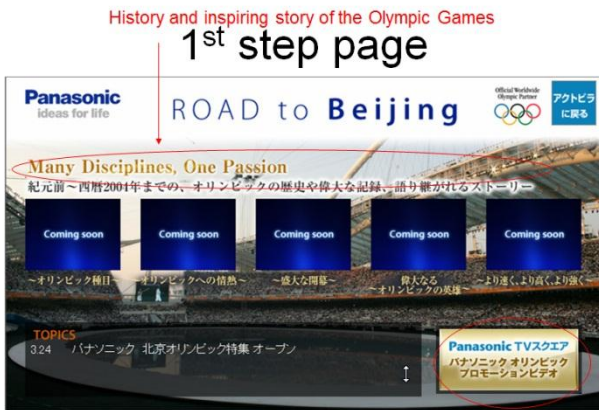 History and inspiring story of the Olympic Games
1st step page
Panasonic
ideas for life
ROAD to Beijing
Official Worldwide
Olympic Partner
アクトビラ
に戻る
Many Disciplines, One Passion
紀元前～西暦2001年までの、オリンピックの歴史や偉大な記録、語り継がれるストーリー
Coming soon
Coming soon
Coming soon
Coming soon
Coming soon
～オリンピック種目～
～オリンピックへの情熱～
～盛大な開幕～
偉大なる
～オリンピックの英雄～
～より速く、より高く、より強く～
TOPICS
3.24 パナソニック 北京オリンピック特集 オープン
Panasonic TVスクエア
パナソニック オリンピック
プロモーションビデオ